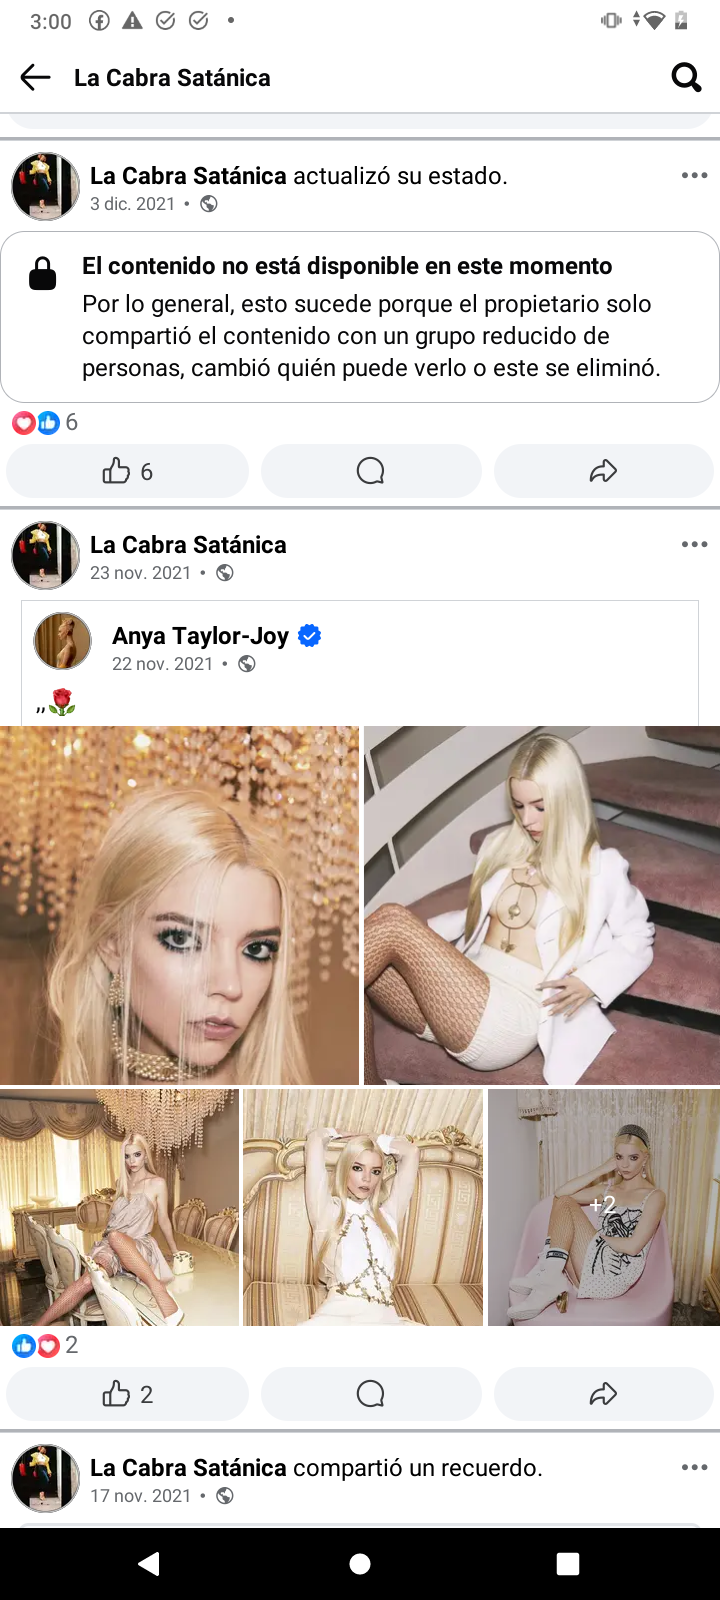 3:00
La Cabra Satánica
La Cabra Satánica actualizó su estado.
3 dic. 2021 •
El contenido no está disponible en este momento
Por lo general, esto sucede porque el propietario solo
compartió el contenido con un grupo reducido de
personas, cambió quién puede verlo o este se eliminó.
6
6
La Cabra Satánica
23 nov. 2021 •
Anya Taylor-Joy
22 nov. 2021 •
,,🌹
+2
2
2
La Cabra Satánica compartió un recuerdo.
17 nov. 2021 •